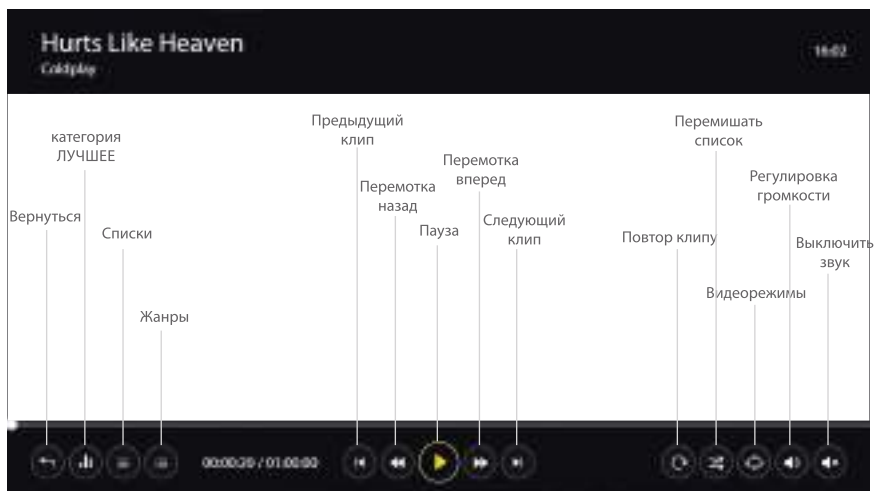 Hurts Like Heaven
Coldplay
16:02
категория
ЛУЧШЕЕ
Предыдущий
клип
Перемотка
вперед
Перемотка
назад
Перемишать
список
Регулировка
громкости
Вернуться
Списки
Пауза
Следующий
клип
Повтор клипу
Выключить
звук
Видеорежимы
Жанры
00:00:20 / 01:00:00